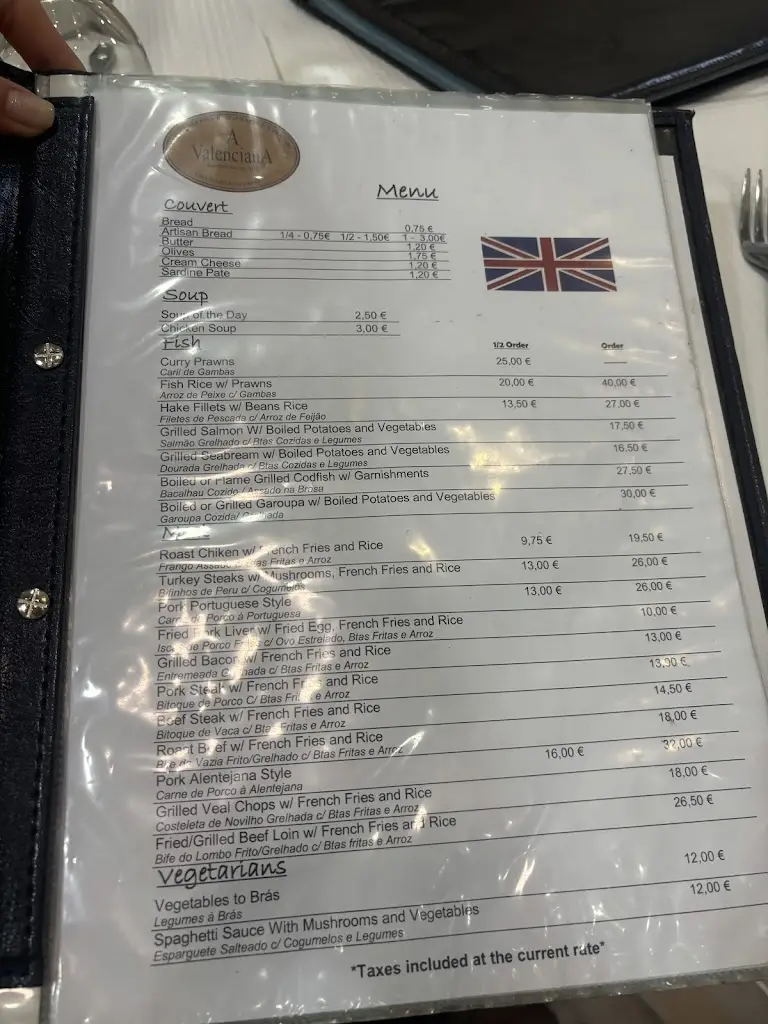 A
ValencianA
Menu
Couvert
Bread 0,75 €
Artisan Bread 1/4 - 0,75€ 1/2 - 1,50€ 1 - 3,00€
Butter 1,20 €
Olives 1,75 €
Cream Cheese 1,20 €
Sardine Pate 1,20 €
Soup
Soup of the Day 2,50 €
Chicken Soup 3,00 €
Fish 1/2 Order Order
Curry Prawns 25,00 €
Caril de Gambas
Fish Rice w/ Prawns 20,00 € 40,00 €
Arroz de Peixe c/ Gambas
Hake Fillets w/ Beans Rice 13,50 € 27,00 €
Filetes de Pescada c/ Arroz de Feijão
Grilled Salmon W/ Boiled Potatoes and Vegetables 17,50 €
Salmão Grelhado c/ Btas Cozidas e Legumes
Grilled Seabream w/ Boiled Potatoes and Vegetables 16,50 €
Dourada Grelhada c/ Btas Cozidas e Legumes
Boiled or Flame Grilled Codfish w/ Garnishments 27,50 €
Bacalhau Cozido / Assado na Brasa
Boiled or Grilled Garoupa w/ Boiled Potatoes and Vegetables 30,00 €
Garoupa Cozida/ Grelhada
Roast Chiken w/ French Fries and Rice 9,75 € 19,50 €
Frango Assado Btas Fritas e Arroz
Turkey Steaks w/ Mushrooms, French Fries and Rice 13,00 € 26,00 €
Bifinhos de Peru c/ Cogumelos
Pork Portuguese Style 13,00 € 26,00 €
Carne de Porco à Portuguesa
Fried Pork Liver w/ Fried Egg, French Fries and Rice 10,00 €
de Porco c/ Ovo Estrelado, Btas Fritas e Arroz
Grilled Bacon w/ French Fries and Rice 13,00 €
Entremeada Grelhada c/ Btas Fritas e Arroz
Pork Steak w/ French Fries and Rice 13,90 €
Bitoque de Porco C/ Btas Fritas e Arroz
Beef Steak w/ French Fries and Rice 14,50 €
Bitoque de Vaca c/ Btas Fritas e Arroz
Roast Beef w/ French Fries and Rice 18,00 €
Bife da Vazia Frito/Grelhado c/ Btas Fritas e Arroz
Pork Alentejana Style 16,00 € 32,00 €
Carne de Porco à Alentejana
Grilled Veal Chops w/ French Fries and Rice 18,00 €
Costeleta de Novilho Grelhada c/ Btas Fritas e Arroz
Fried/Grilled Beef Loin w/ French Fries and Rice 26,50 €
Bife do Lombo Frito/Grelhado c/ Btas fritas e Arroz
Vegetarians
Vegetables to Brás 12,00 €
Legumes à Brás
Spaghetti Sauce With Mushrooms and Vegetables 12,00 €
Esparguete Salteado c/ Cogumelos e Legumes
*Taxes included at the current rate*